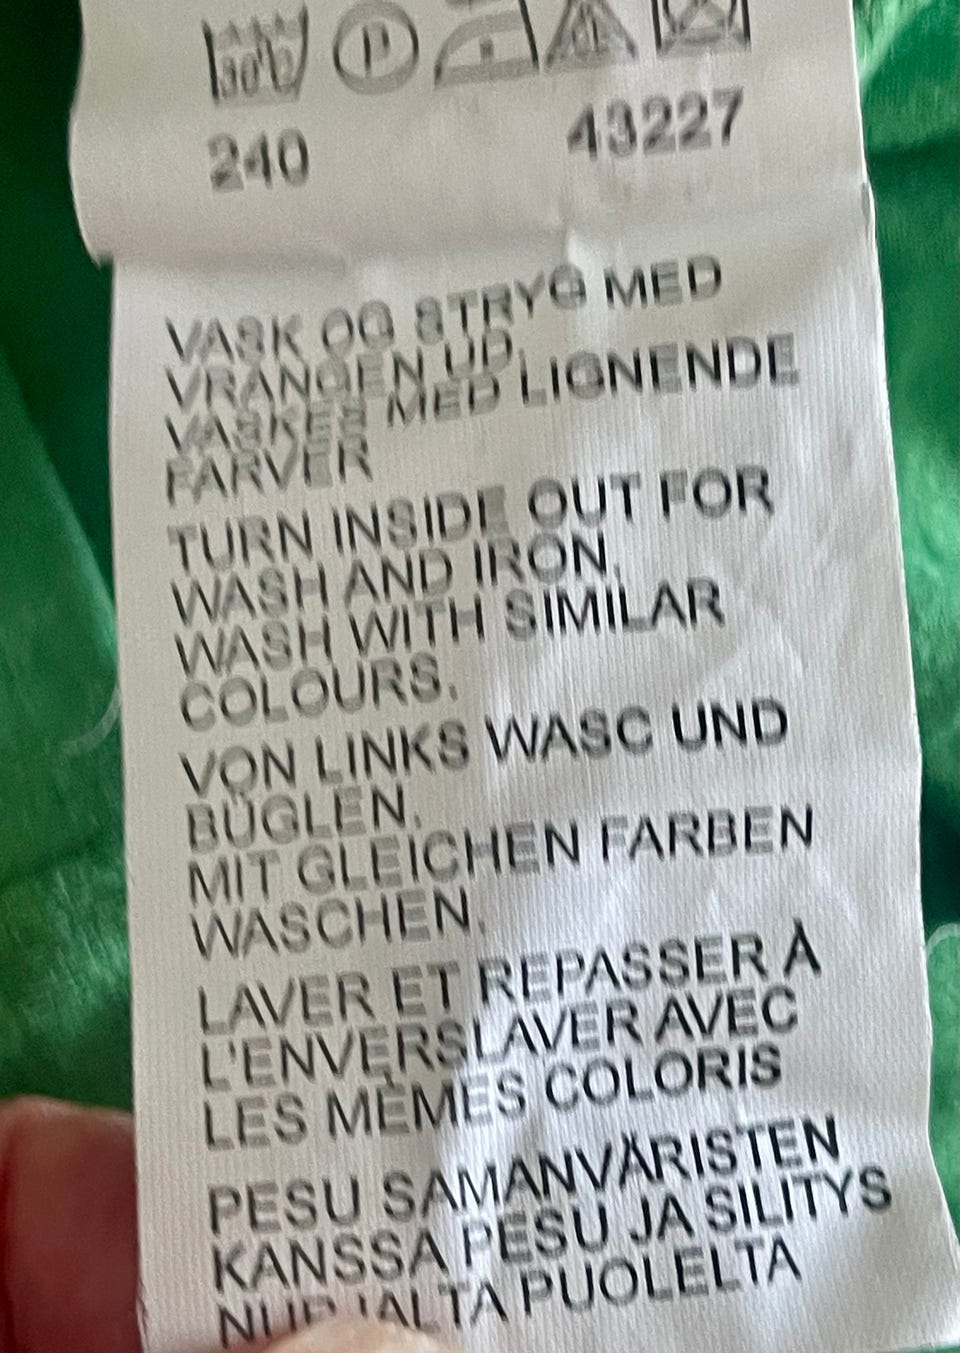 30°C P
240 43227
VASK OG STRYG MED
VRANGEN UD.
VASKES MED LIGNENDE
FARVER
TURN INSIDE OUT FOR
WASH AND IRON.
WASH WITH SIMILAR
COLOURS.
VON LINKS WASC UND
BÜGLEN.
MIT GLEICHEN FARBEN
WASCHEN.
LAVER ET REPASSER À
L'ENVERSLAVER AVEC
LES MÊMES COLORIS
PESU SAMANVÄRISTEN
KANSSA PESU JA SILITYS
PUOLELTA